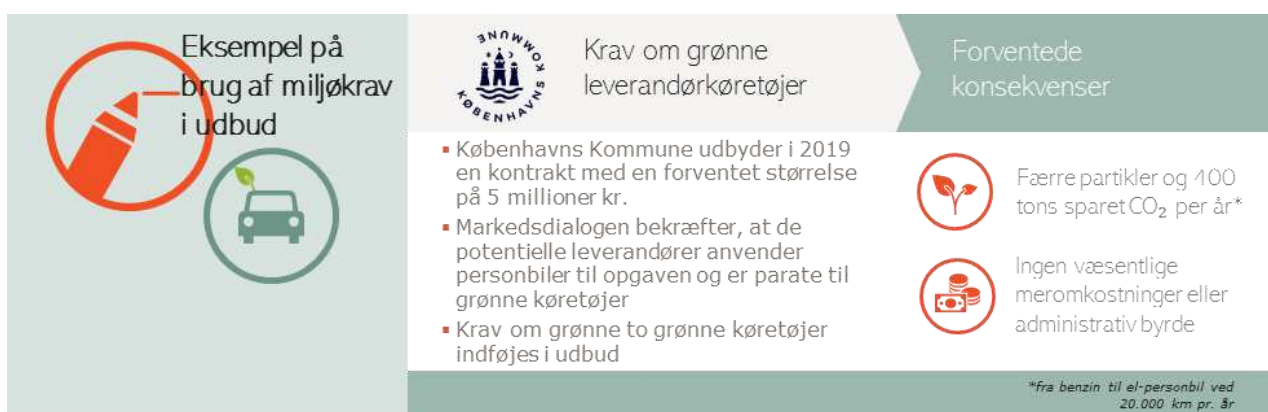 Eksempel på
brug af miljøkrav
i udbud
KØBENHAVNS KOMMUNE
Krav om grønne
leverandørkøretøjer
Forventede
konsekvenser
▪ Københavns Kommune udbyder i 2019
en kontrakt med en forventet størrelse
på 5 millioner kr.
▪ Markedsdialogen bekræfter, at de
potentielle leverandører anvender
personbiler til opgaven og er parate til
grønne køretøjer
▪ Krav om grønne to grønne køretøjer
indføjes i udbud
Færre partikler og 400
tons sparet CO₂ per år*
Ingen væsentlige
meromkostninger eller
administrativ byrde
*fra benzin til el-personbil ved
20.000 km pr. år